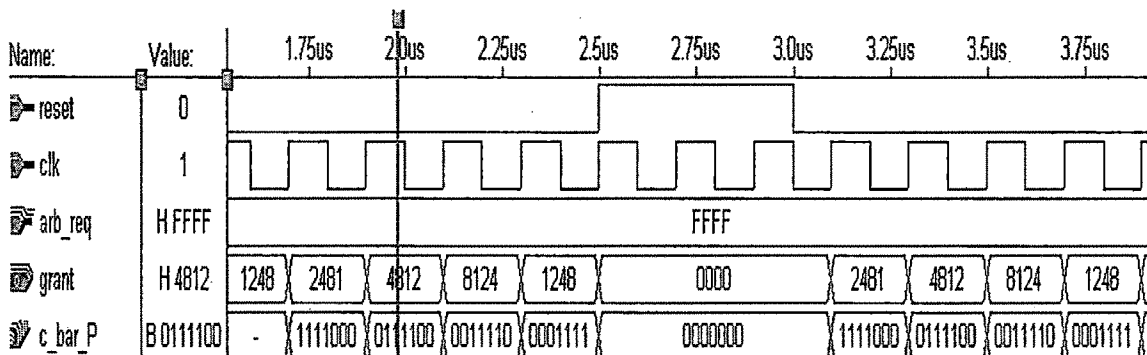 Name: Value: 1.75us 2.0us 2.25us 2.5us 2.75us 3.0us 3.25us 3.5us 3.75us
reset 0
clk 1
arb_req H FFFF FFFF
grant H 4812 1248 2481 4812 8124 1248 0000 2481 4812 8124 1248
c_bar_P B 0111100 - 1111000 0111100 0011110 0001111 0000000 1111000 0111100 0011110 0001111